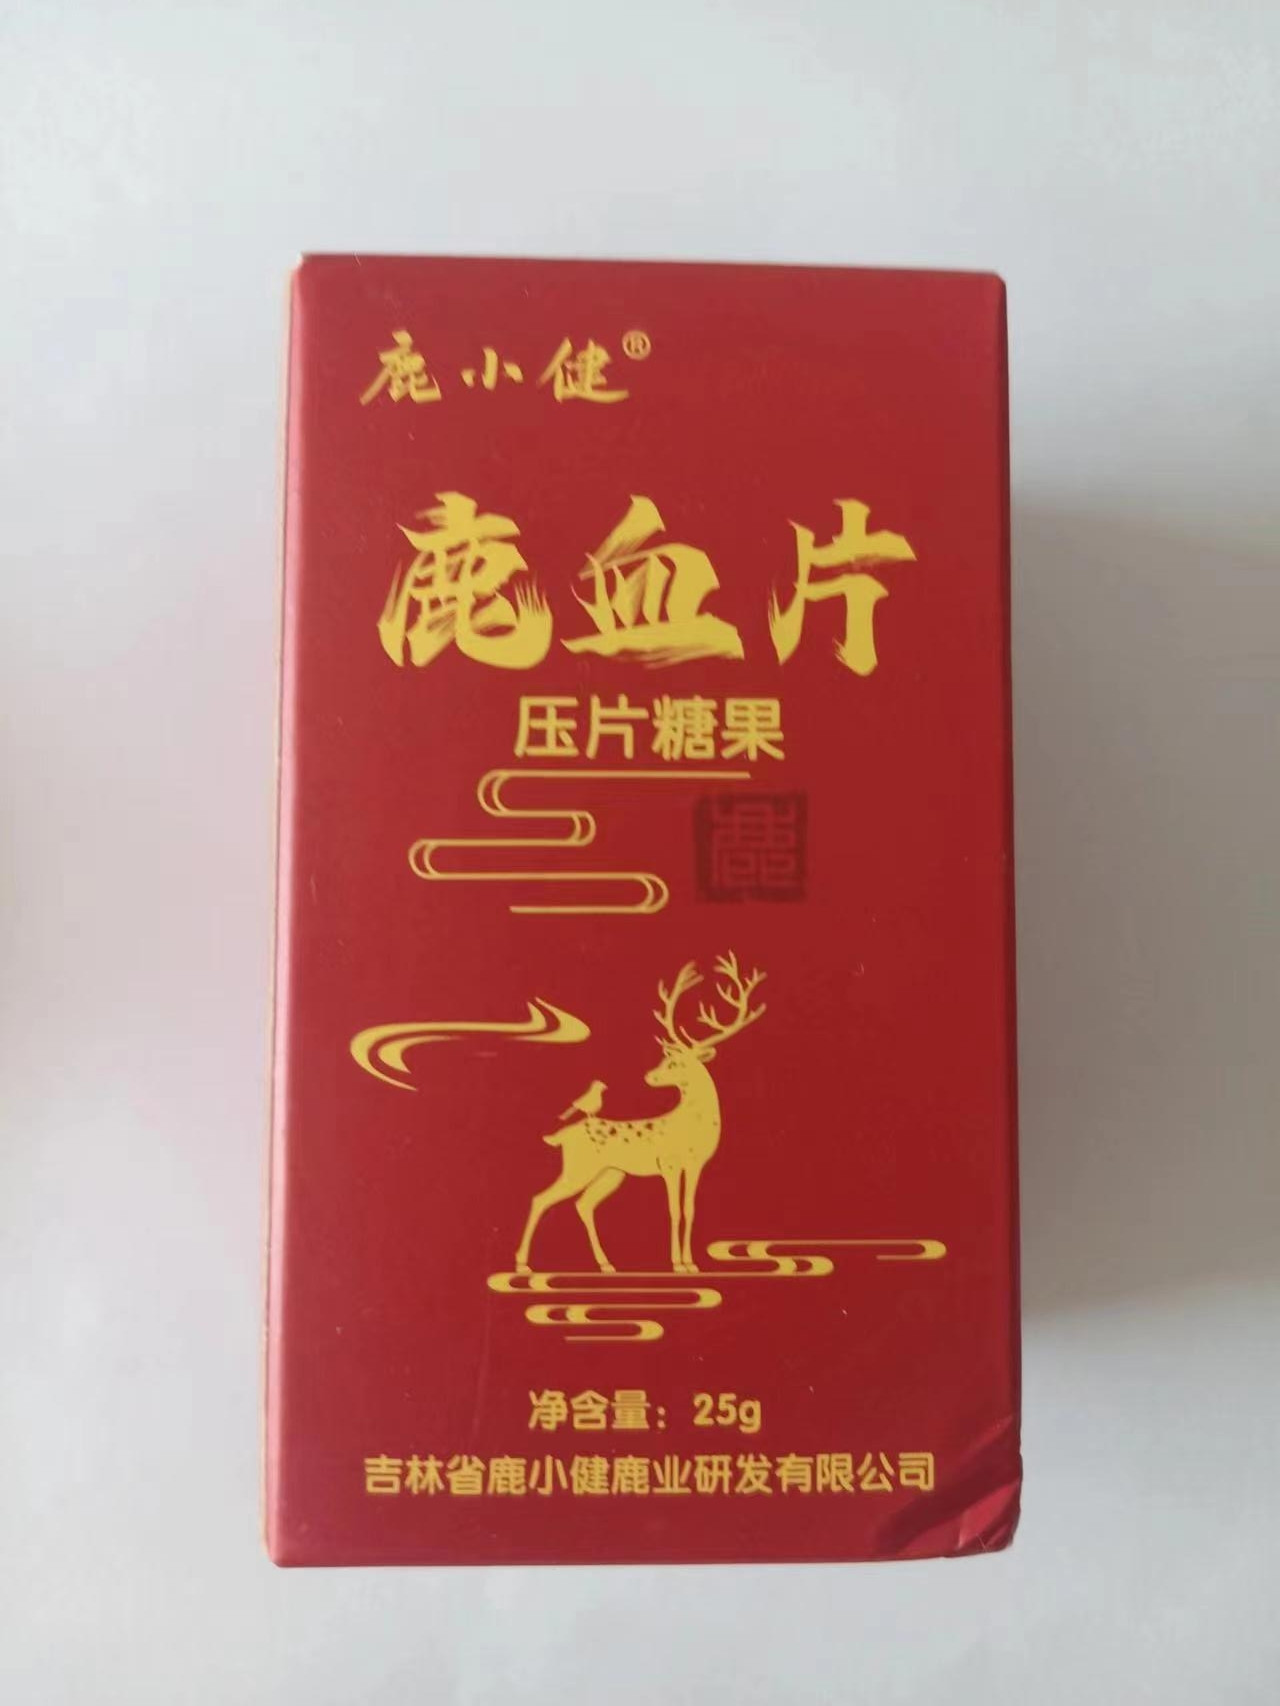 鹿小健®
鹿血片
压片糖果
鹿
净含量：25g
吉林省鹿小健鹿业研发有限公司